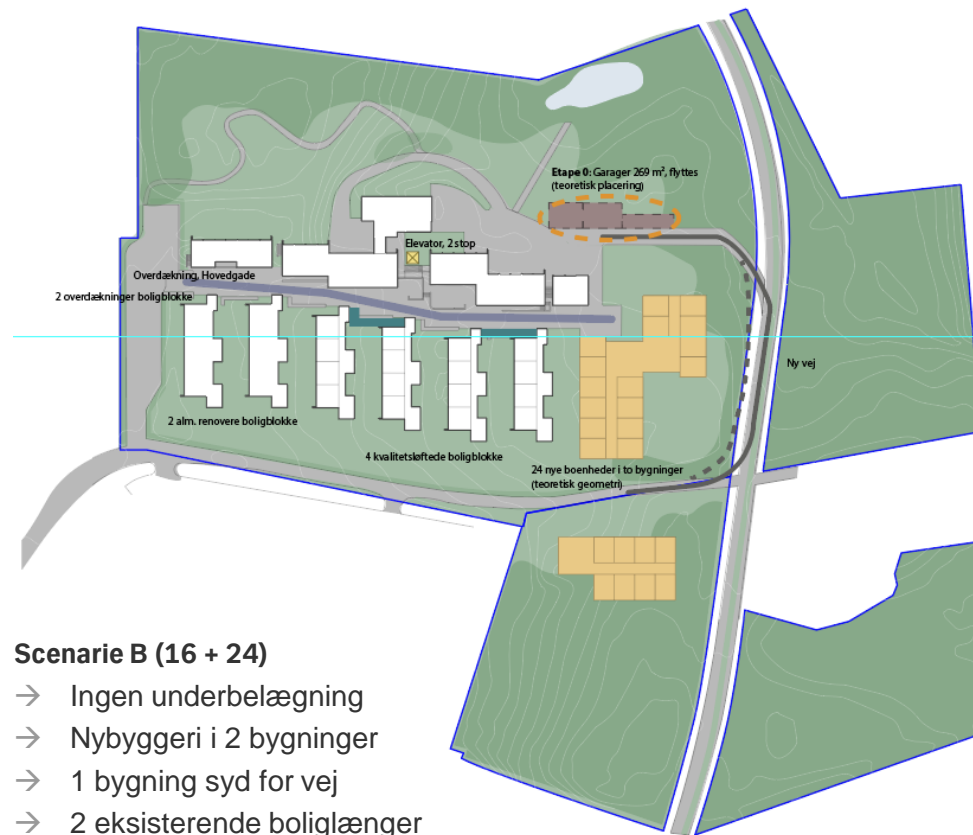 Etape 0: Garager 269 m², flyttes
(teoretisk placering)
Elevator, 2 stop
Overdækning, Hovedgade
2 overdækninger boligblokke
Ny vej
2 alm. renovere boligblokke
4 kvalitetsløftede boligblokke
24 nye boenheder i to bygninger
(teoretisk geometri)
Scenarie B (16 + 24)
→ Ingen underbelægning
→ Nybyggeri i 2 bygninger
→ 1 bygning syd for vej
→ 2 eksisterende boliglænger